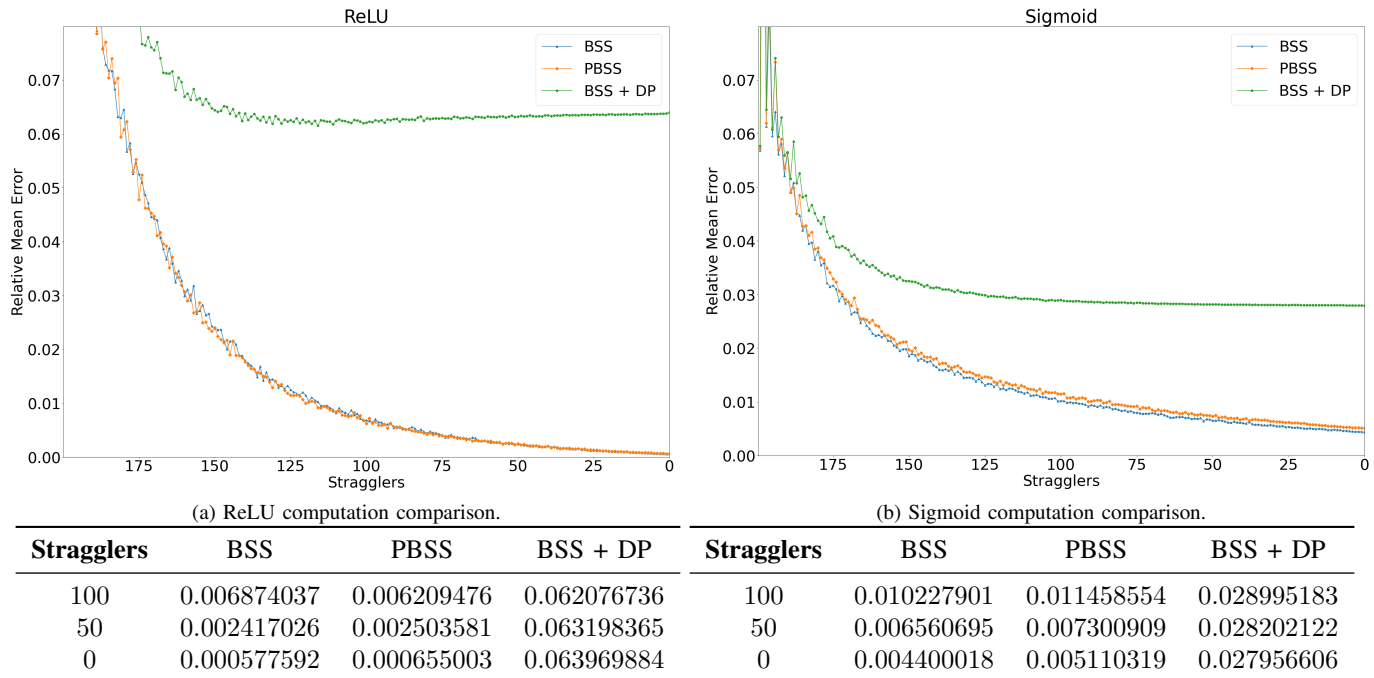 ReLU
BSS
PBSS
BSS + DP
0.07
0.06
0.05
0.04
0.03
0.02
0.01
0.00
Relative Mean Error
175 150 125 100 75 50 25 0
Stragglers
(a) ReLU computation comparison.
Sigmoid
BSS
PBSS
BSS + DP
0.07
0.06
0.05
0.04
0.03
0.02
0.01
0.00
Relative Mean Error
175 150 125 100 75 50 25 0
Stragglers
(b) Sigmoid computation comparison.
Stragglers BSS PBSS BSS + DP
100 0.006874037 0.006209476 0.062076736
50 0.002417026 0.002503581 0.063198365
0 0.000577592 0.000655003 0.063969884
Stragglers BSS PBSS BSS + DP
100 0.010227901 0.011458554 0.028995183
50 0.006560695 0.007300909 0.028202122
0 0.004400018 0.005110319 0.027956606